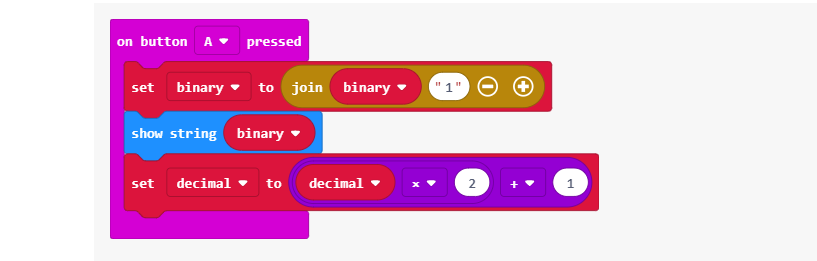 on button A ▼ pressed
set binary ▼ to join binary ▼ "1" ⊖ ⊕
show string binary ▼
set decimal ▼ to decimal ▼ × ▼ 2 + ▼ 1